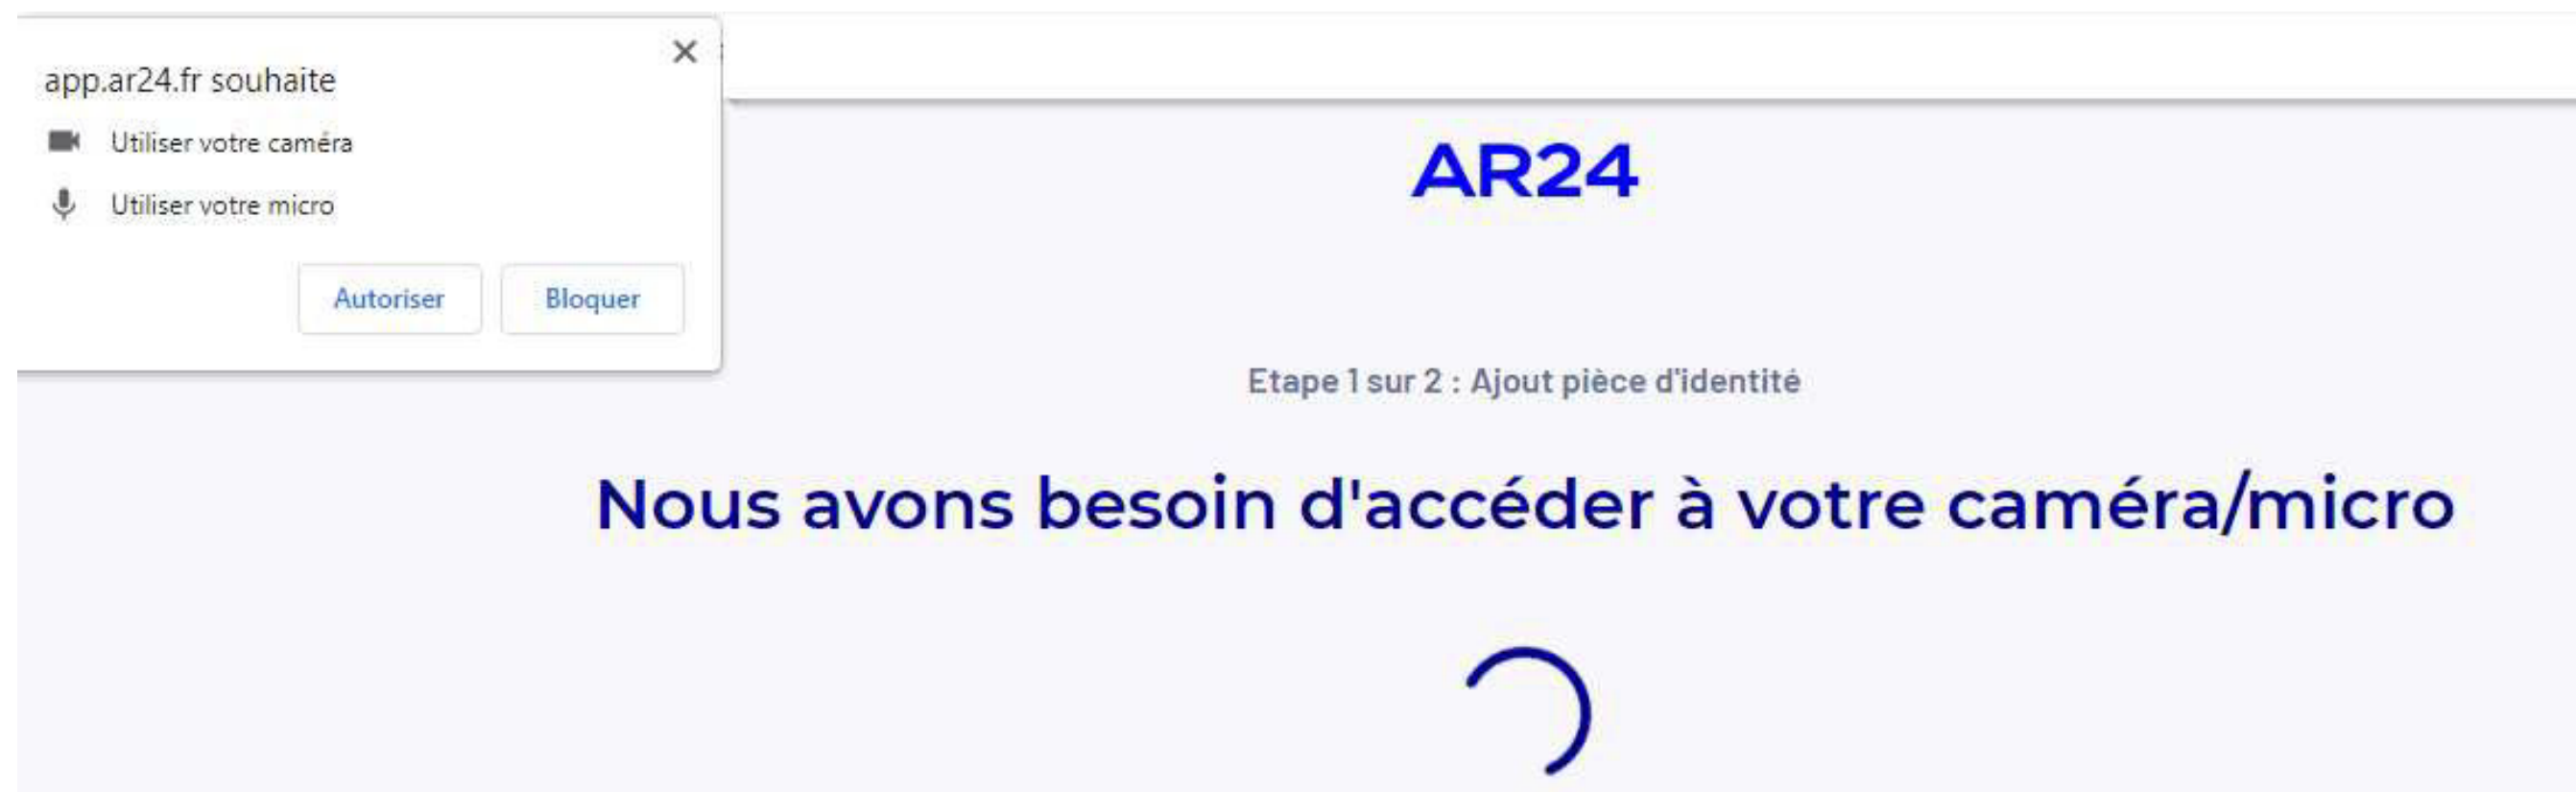 app.ar24.fr souhaite
Utiliser votre caméra
Utiliser votre micro
Autoriser
Bloquer
AR24
Etape 1 sur 2 : Ajout pièce d'identité
Nous avons besoin d'accéder à votre caméra/micro